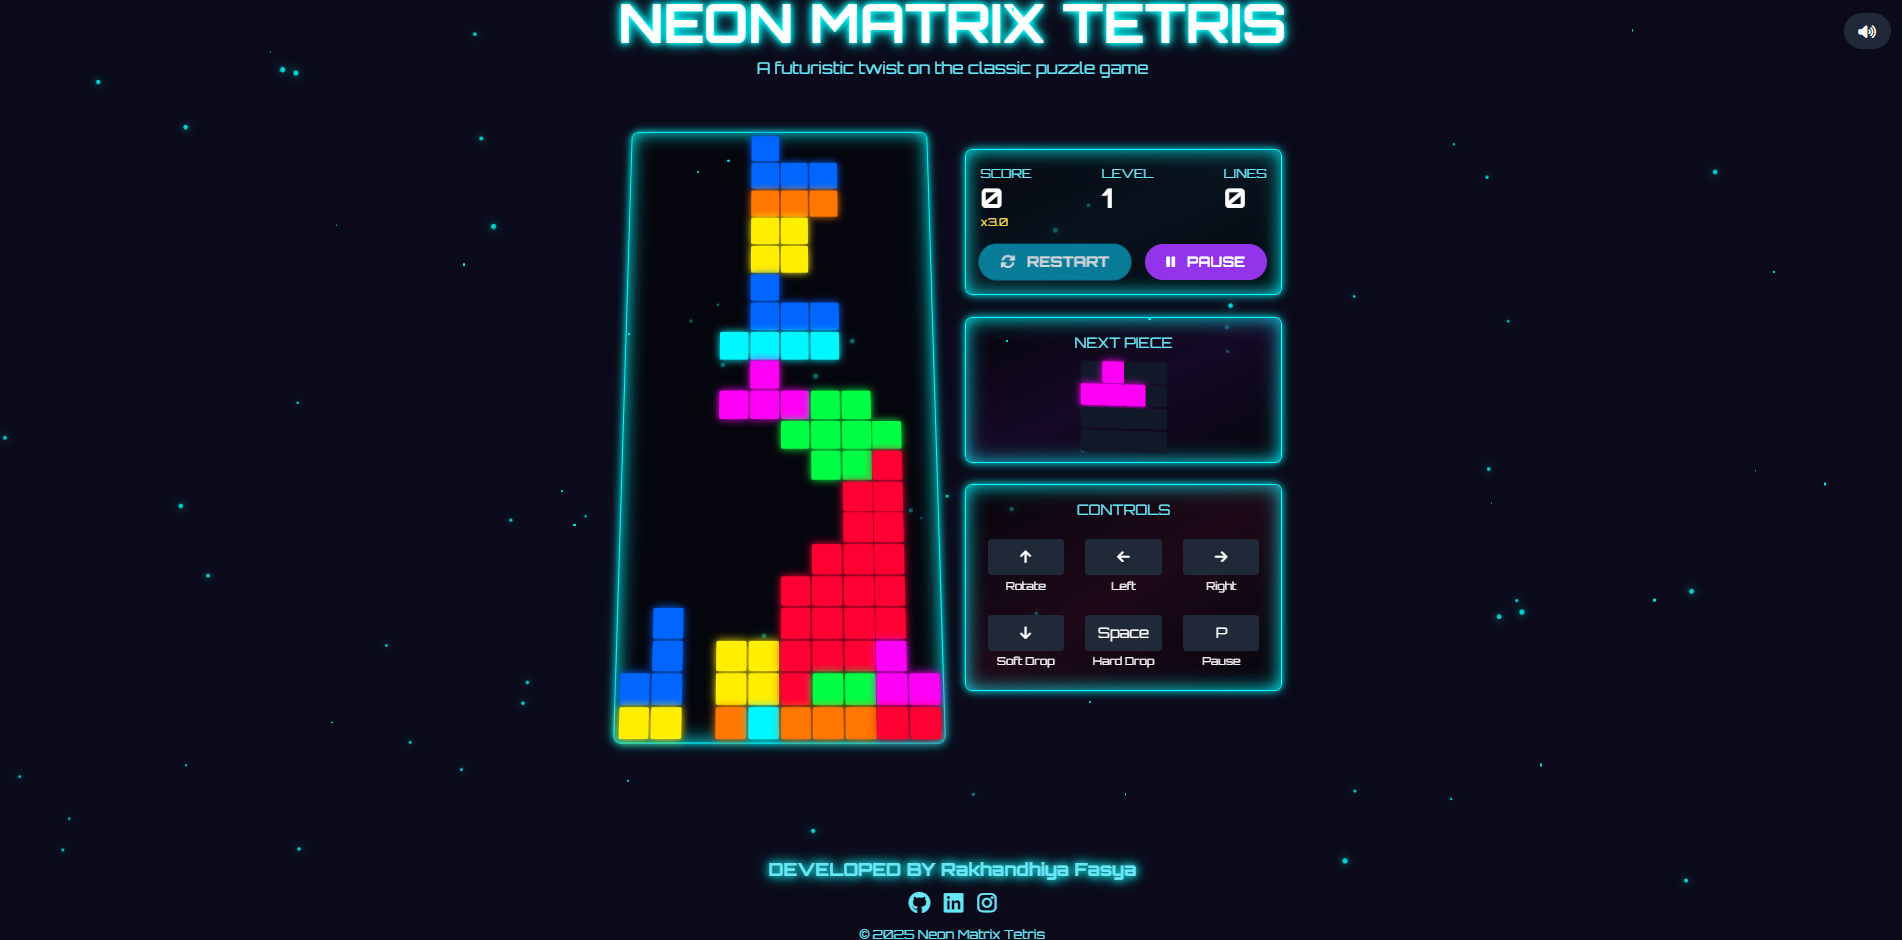 NEON MATRIX TETRIS
A futuristic twist on the classic puzzle game
SCORE LEVEL LINES
0 1 0
x3.0
RESTART PAUSE
NEXT PIECE
CONTROLS
Rotate Left Right
Space P
Soft Drop Hard Drop Pause
DEVELOPED BY Rakhandhiya Fasya
© 2025 Neon Matrix Tetris